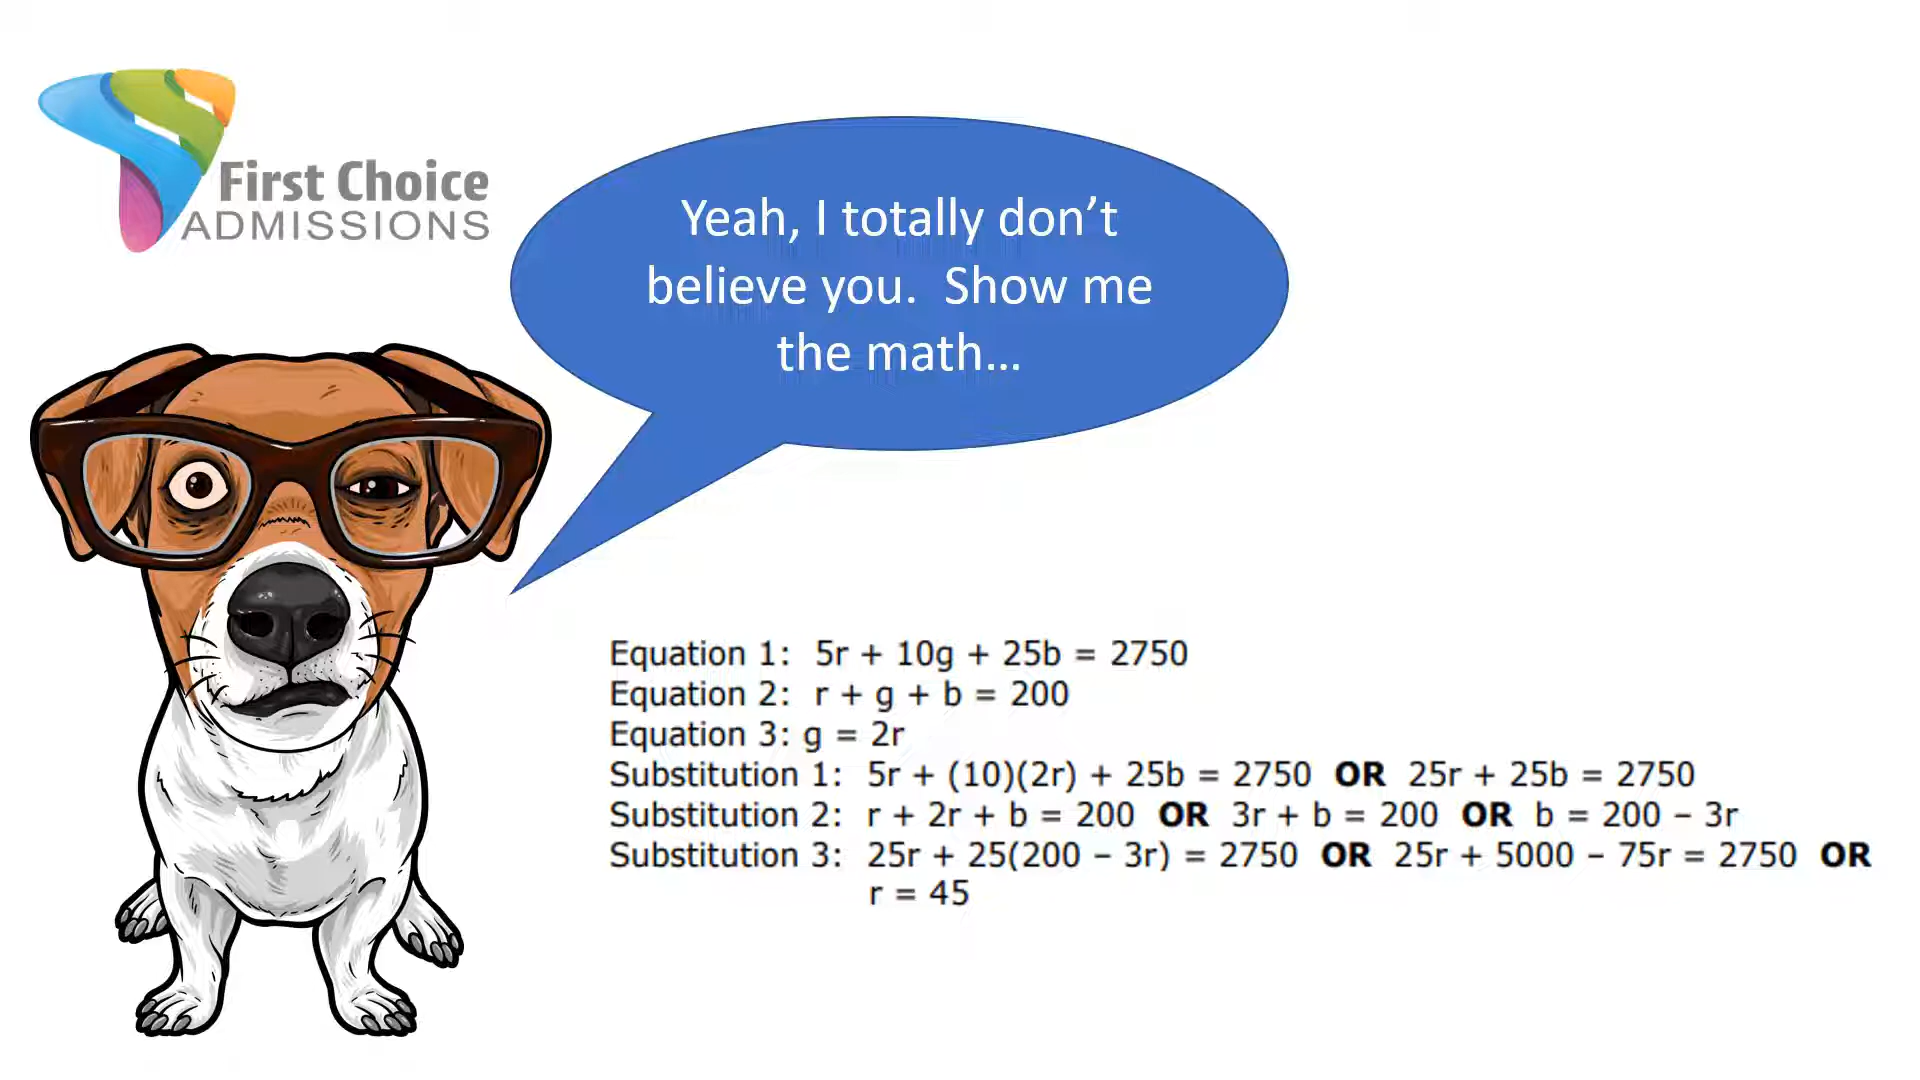 First Choice
ADMISSIONS
Yeah, I totally don’t
believe you.  Show me
the math…
Equation 1:  5r + 10g + 25b = 2750
Equation 2:  r + g + b = 200
Equation 3: g = 2r
Substitution 1:  5r + (10)(2r) + 25b = 2750  OR  25r + 25b = 2750
Substitution 2:  r + 2r + b = 200  OR  3r + b = 200  OR  b = 200 – 3r
Substitution 3:  25r + 25(200 – 3r) = 2750  OR  25r + 5000 – 75r = 2750  OR
r = 45